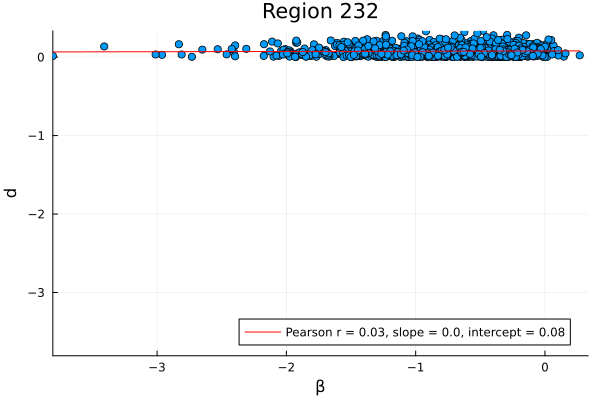 Region 232
d
0
−1
−2
−3
−3
−2
−1
0
β
Pearson r = 0.03, slope = 0.0, intercept = 0.08